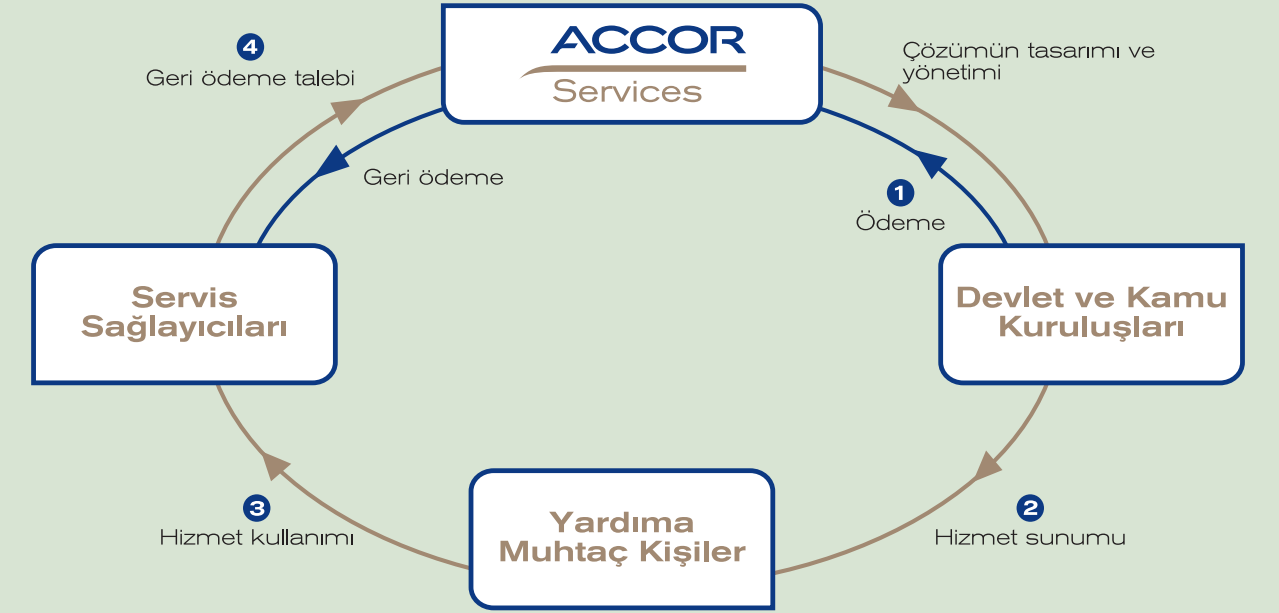 ACCOR
Services
4
Geri ödeme talebi
Çözümün tasarımı ve
yönetimi
Geri ödeme
1
Ödeme
Servis
Sağlayıcıları
Devlet ve Kamu
Kuruluşları
3
Hizmet kullanımı
Yardıma
Muhtaç Kişiler
2
Hizmet sunumu